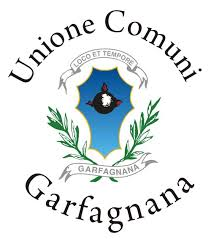 Unione Comuni
LOCO ET TEMPORE
GARFAGNANA
Garfagnana